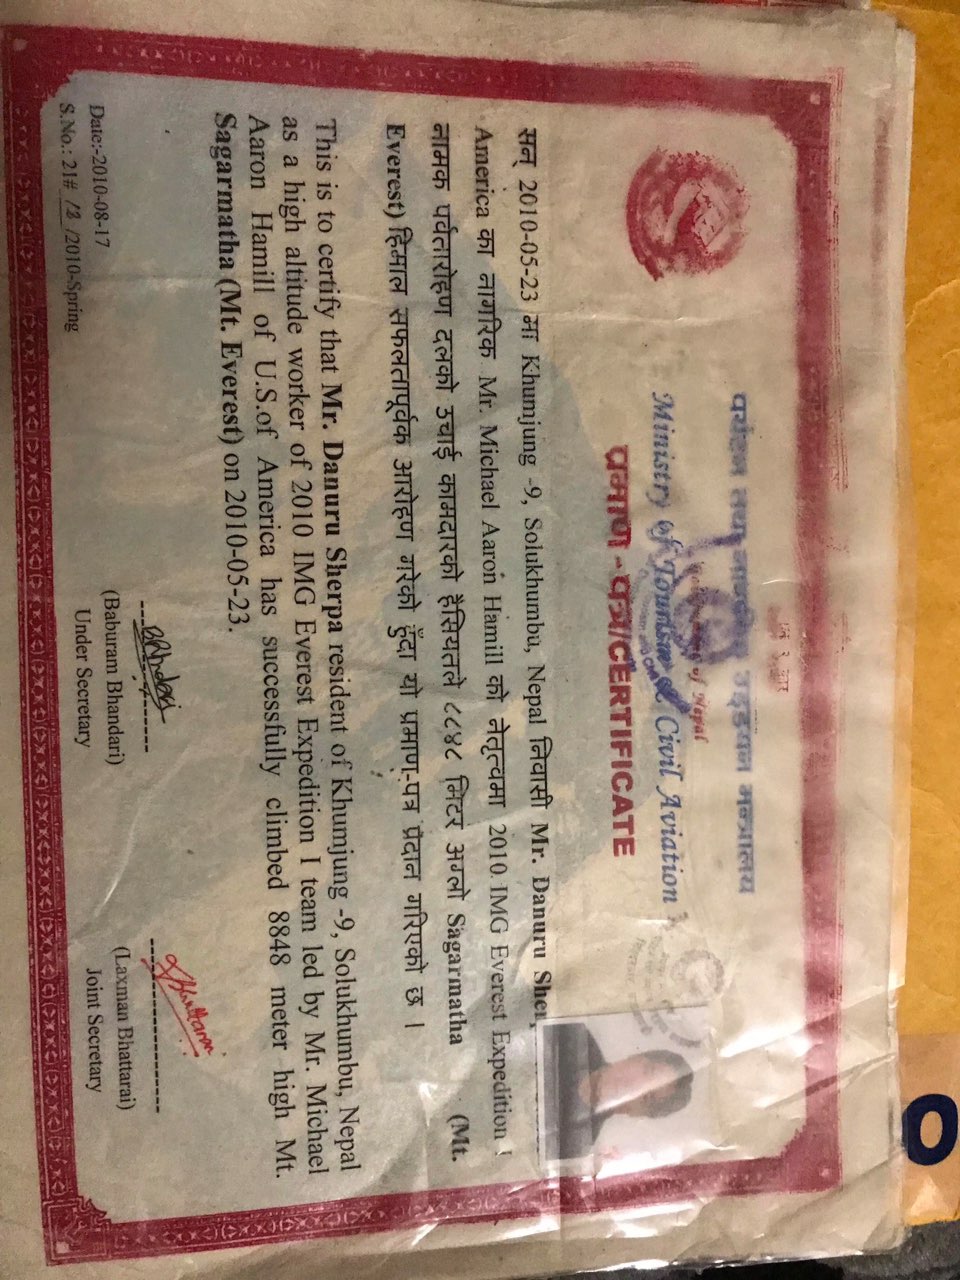 पर्यटन तथा नागरिक उड्डयन मन्त्रालय
Ministry of Tourism & Civil Aviation
प्रमाण-पत्र/CERTIFICATE
सन् 2010-05-23 मा Khumjung -9, Solukhumbu, Nepal निवासी Mr. Danuru Sher
America का नागरिक Mr. Michael Aaron Hamill को नेतृत्वमा 2010 IMG Everest Expedition I
नामक पर्वतारोहण दलको उचाई कामदारको हैसियतले ८८४८ मिटर अग्लो Sagarmatha (Mt.
Everest) हिमाल सफलतापूर्वक आरोहण गरेको हुँदा यो प्रमाण-पत्र प्रदान गरिएको छ ।
This is to certify that Mr. Danuru Sherpa resident of Khumjung -9, Solukhumbu, Nepal
as a high altitude worker of 2010 IMG Everest Expedition I team led by Mr. Michael
Aaron Hamill of U.S.of America has successfully climbed 8848 meter high Mt.
Sagarmatha (Mt. Everest) on 2010-05-23.
(Baburam Bhandari)
Under Secretary
(Laxman Bhattarai)
Joint Secretary
Date:-2010-08-17
S.No.: 21# 12 /2010-Spring